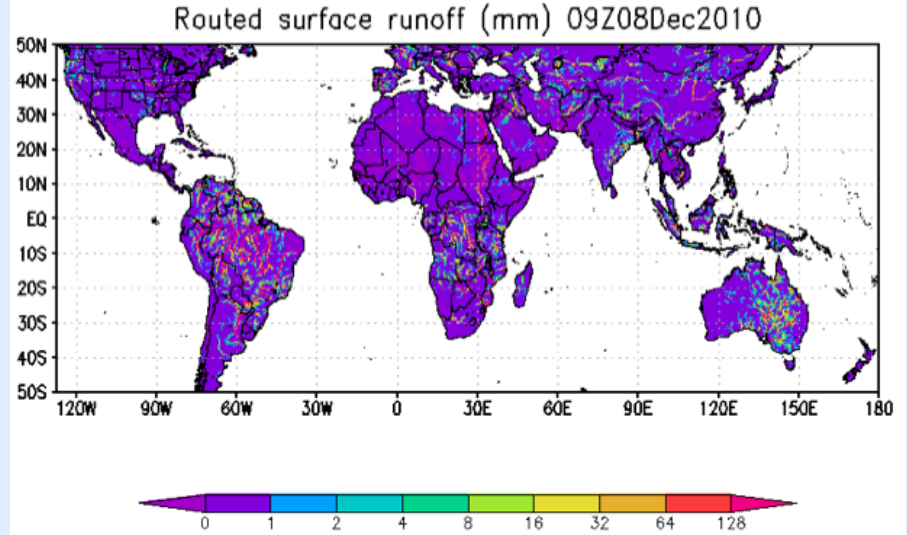 Routed surface runoff (mm) 09Z08Dec2010
50N
40N
30N
20N
10N
EQ
10S
20S
30S
40S
50S
120W 90W 60W 30W 0 30E 60E 90E 120E 150E 180
0 1 2 4 8 16 32 64 128